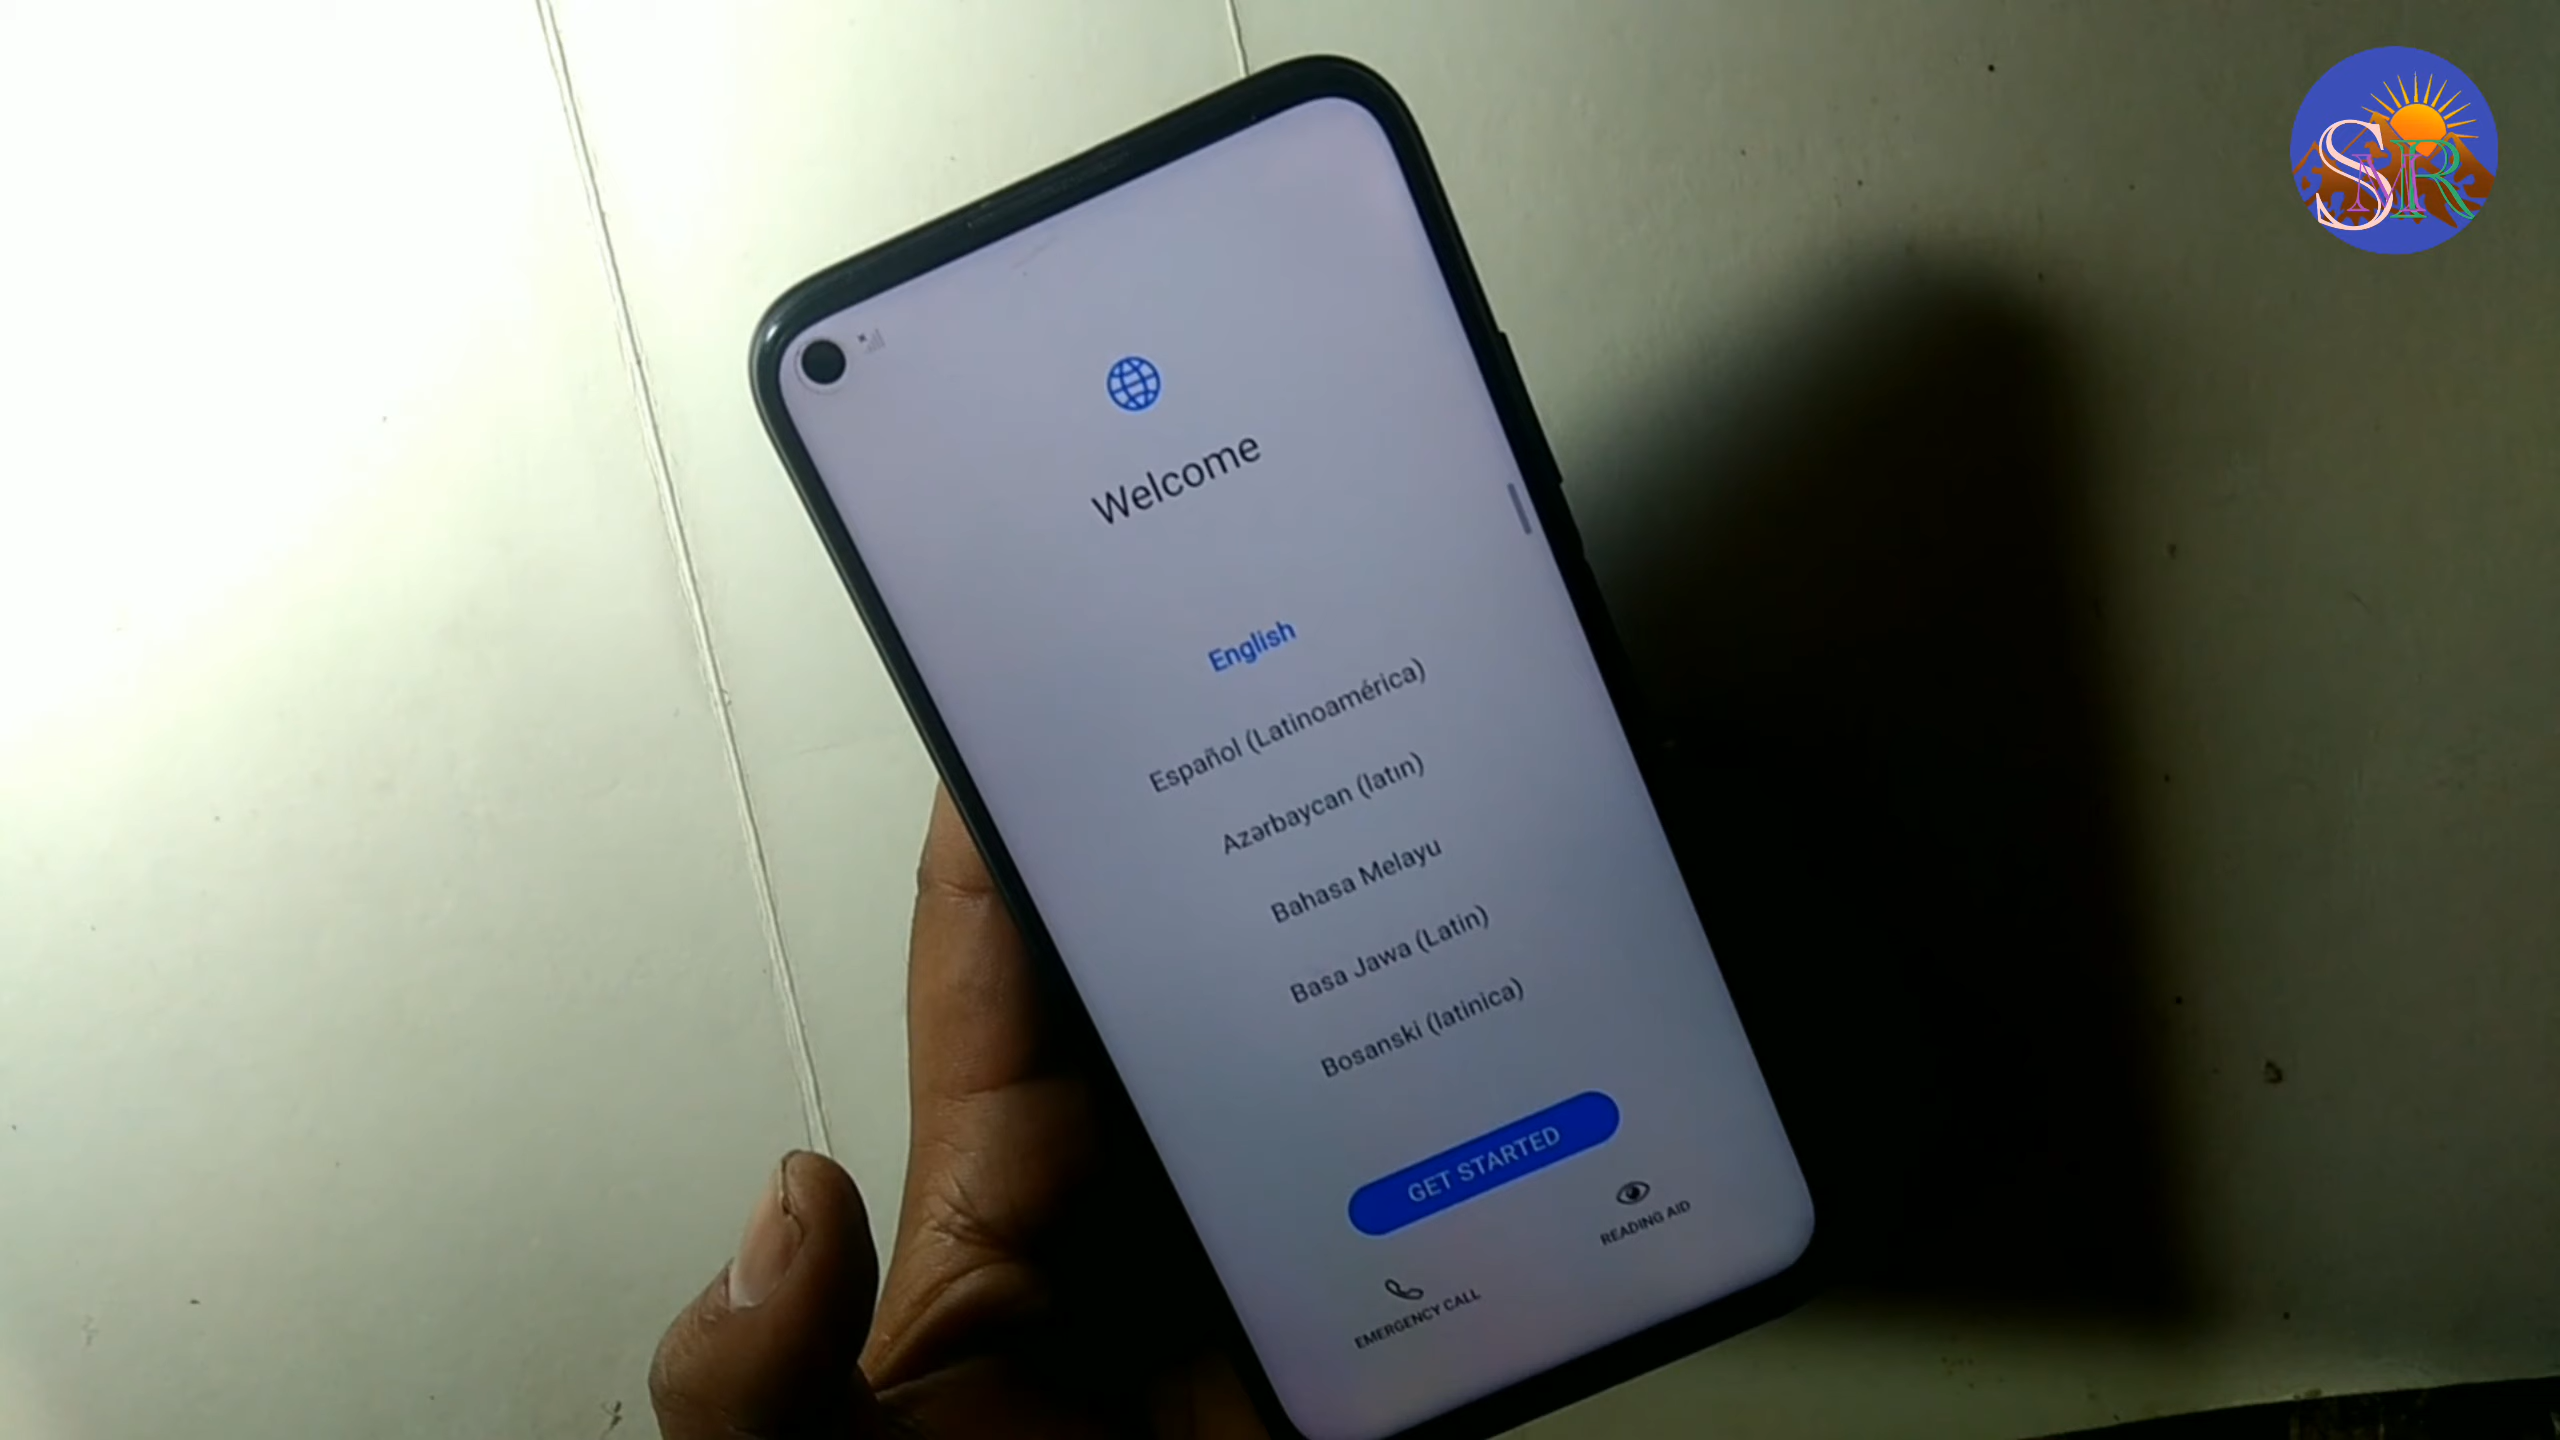 SMR
Welcome
English
Español (Latinoamérica)
Azərbaycan (latın)
Bahasa Melayu
Basa Jawa (Latin)
Bosanski (latinica)
GET STARTED
READING AID
EMERGENCY CALL